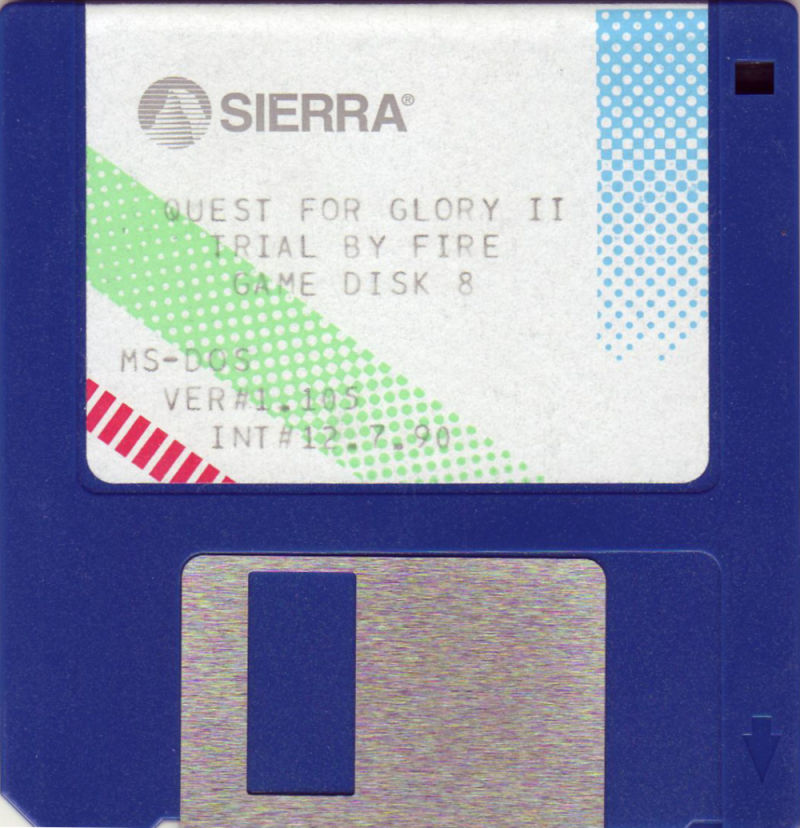 SIERRA®
QUEST FOR GLORY II
TRIAL BY FIRE
GAME DISK 8
MS-DOS
VER#1.10S
INT#12.7.90